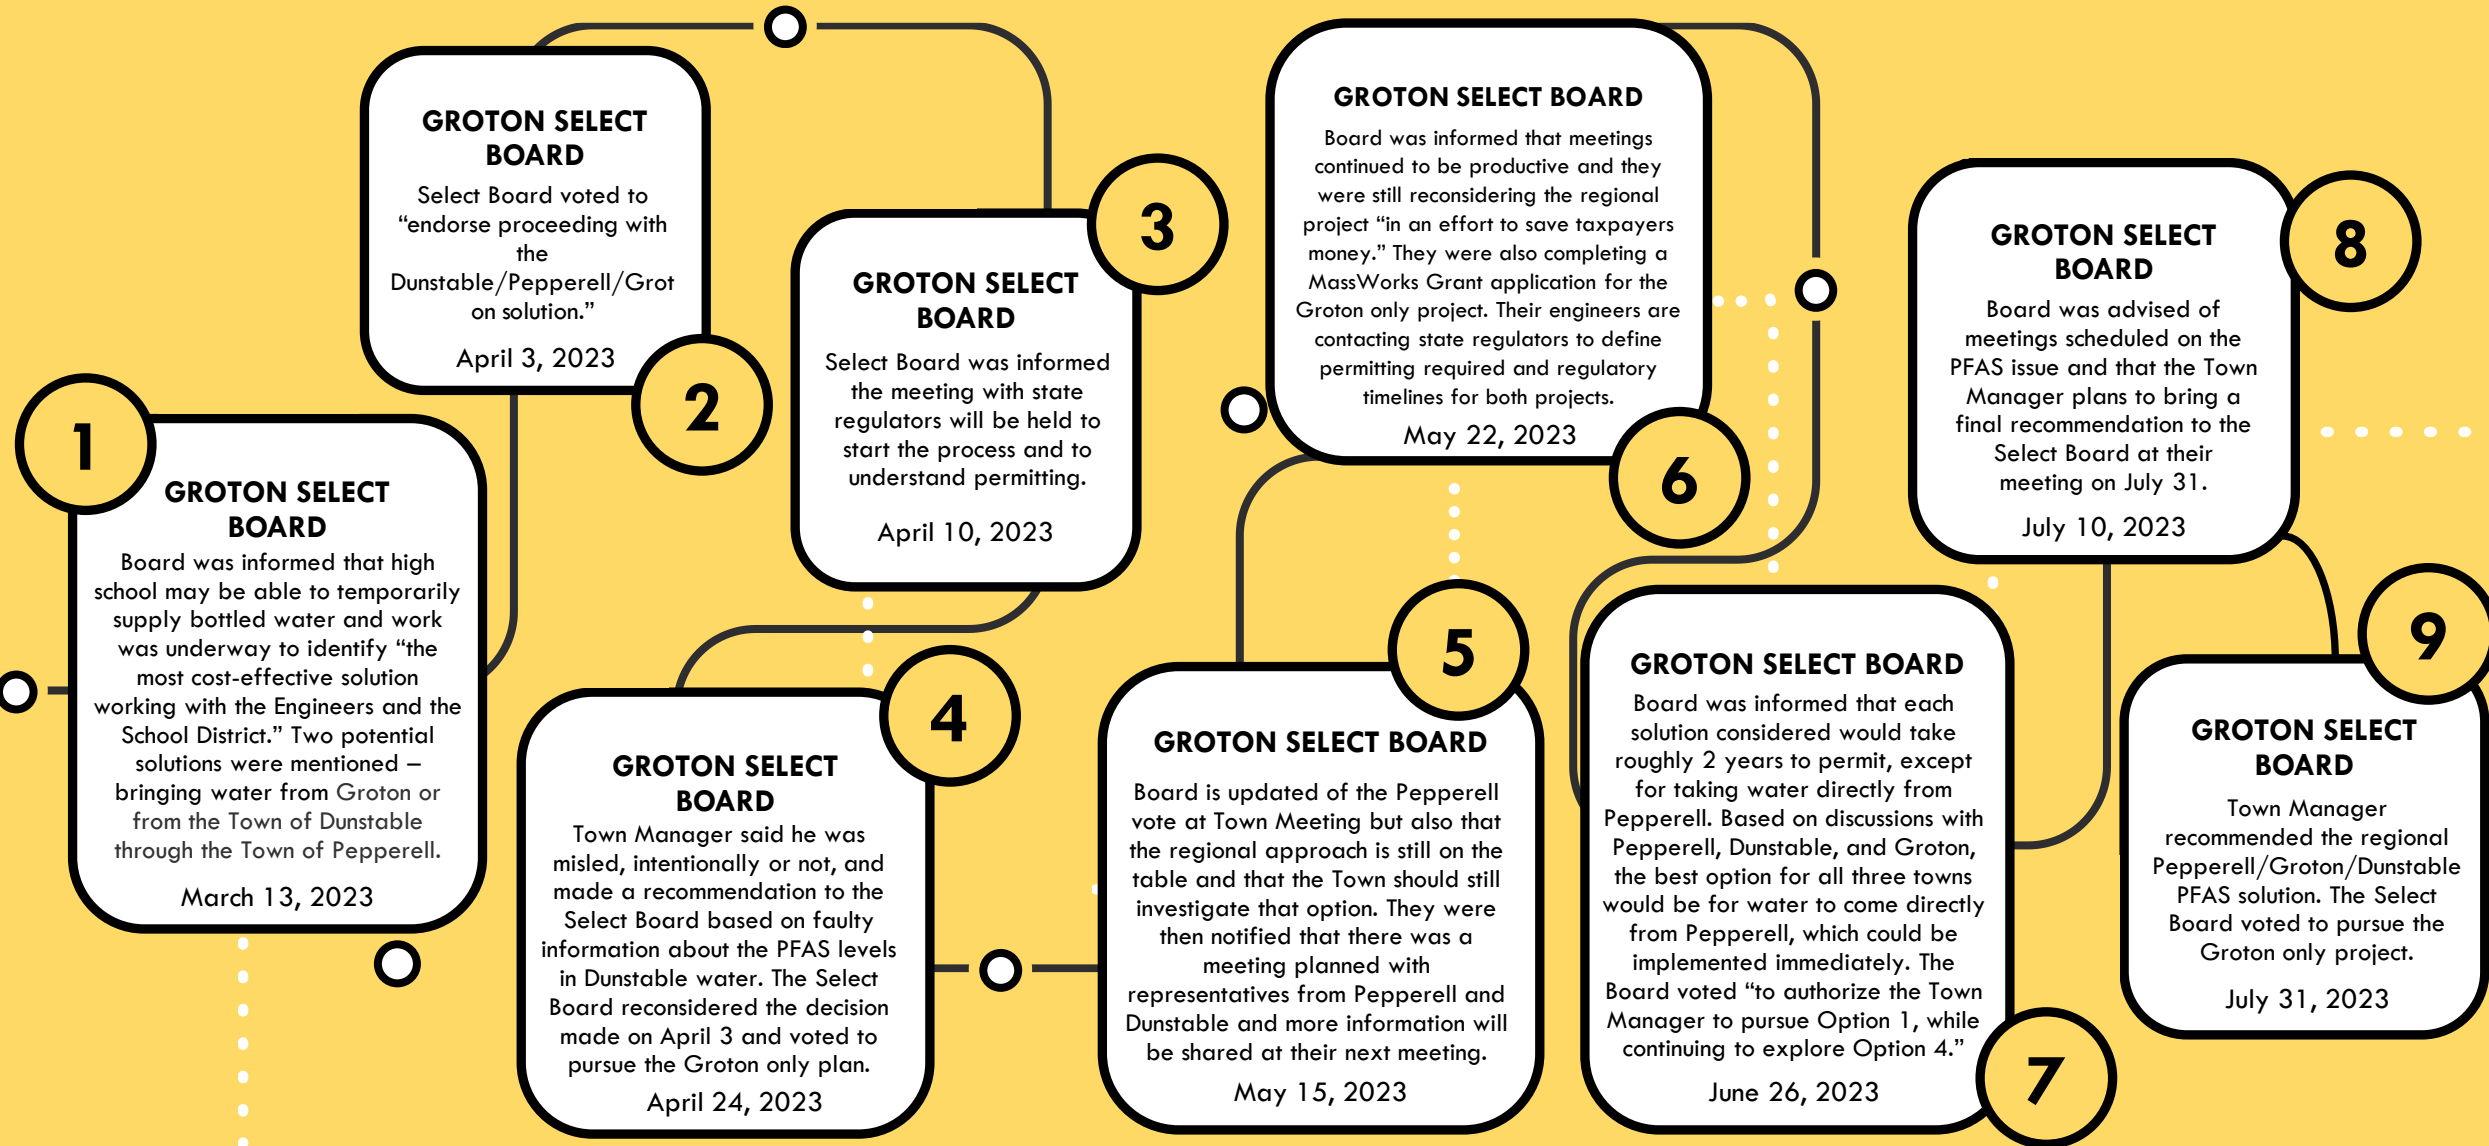 1
GROTON SELECT
BOARD
Board was informed that high
school may be able to temporarily
supply bottled water and work
was underway to identify “the
most cost-effective solution
working with the Engineers and the
School District.” Two potential
solutions were mentioned –
bringing water from Groton or
from the Town of Dunstable
through the Town of Pepperell.
March 13, 2023
GROTON SELECT
BOARD
Select Board voted to
“endorse proceeding with
the
Dunstable/Pepperell/Grot
on solution.”
April 3, 2023
2
3
GROTON SELECT
BOARD
Select Board was informed
the meeting with state
regulators will be held to
start the process and to
understand permitting.
April 10, 2023
4
GROTON SELECT
BOARD
Town Manager said he was
misled, intentionally or not, and
made a recommendation to the
Select Board based on faulty
information about the PFAS levels
in Dunstable water. The Select
Board reconsidered the decision
made on April 3 and voted to
pursue the Groton only plan.
April 24, 2023
5
GROTON SELECT BOARD
Board is updated of the Pepperell
vote at Town Meeting but also that
the regional approach is still on the
table and that the Town should still
investigate that option. They were
then notified that there was a
meeting planned with
representatives from Pepperell and
Dunstable and more information will
be shared at their next meeting.
May 15, 2023
GROTON SELECT BOARD
Board was informed that meetings
continued to be productive and they
were still reconsidering the regional
project “in an effort to save taxpayers
money.” They were also completing a
MassWorks Grant application for the
Groton only project. Their engineers are
contacting state regulators to define
permitting required and regulatory
timelines for both projects.
May 22, 2023
6
GROTON SELECT BOARD
Board was informed that each
solution considered would take
roughly 2 years to permit, except
for taking water directly from
Pepperell. Based on discussions with
Pepperell, Dunstable, and Groton,
the best option for all three towns
would be for water to come directly
from Pepperell, which could be
implemented immediately. The
Board voted “to authorize the Town
Manager to pursue Option 1, while
continuing to explore Option 4.”
June 26, 2023
7
8
GROTON SELECT
BOARD
Board was advised of
meetings scheduled on the
PFAS issue and that the Town
Manager plans to bring a
final recommendation to the
Select Board at their
meeting on July 31.
July 10, 2023
9
GROTON SELECT
BOARD
Town Manager
recommended the regional
Pepperell/Groton/Dunstable
PFAS solution. The Select
Board voted to pursue the
Groton only project.
July 31, 2023